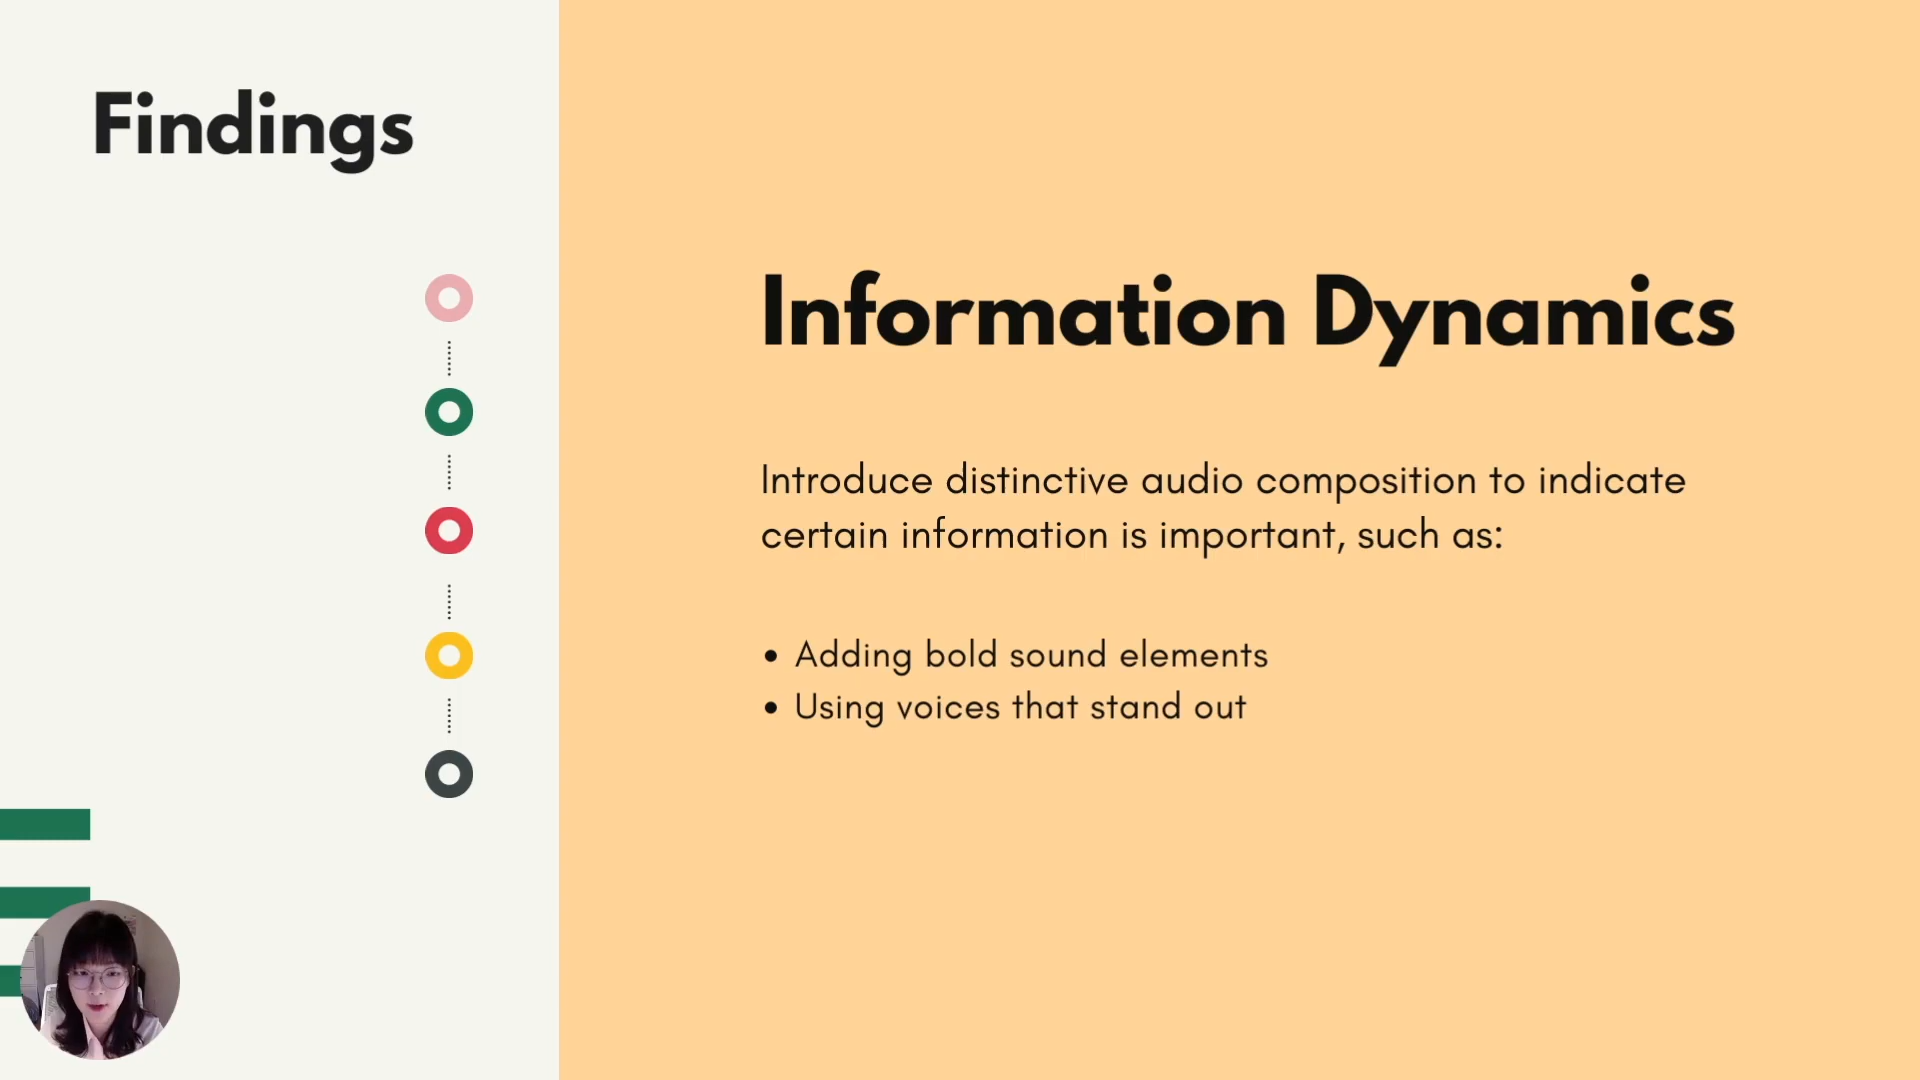 Findings
Information Dynamics
Introduce distinctive audio composition to indicate
certain information is important, such as:
• Adding bold sound elements
• Using voices that stand out